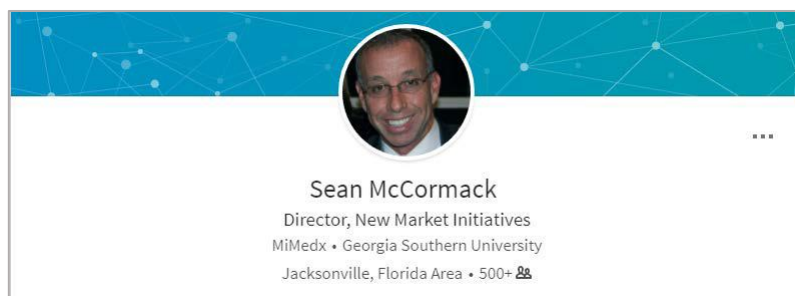 Sean McCormack
Director, New Market Initiatives
MiMedx • Georgia Southern University
Jacksonville, Florida Area • 500+